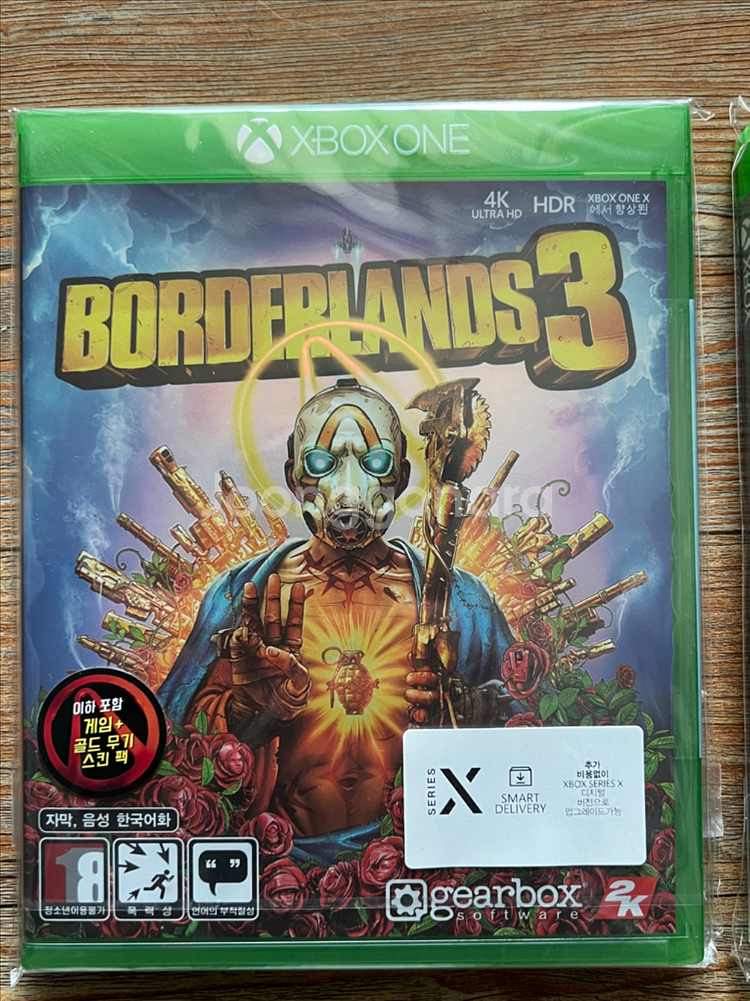 XBOX ONE
4K
ULTRA HD
HDR
XBOX ONE X
에서 향상된
BORDERLANDS 3
joonggonara
이하 포함
게임+
골드 무기
스킨 팩
SERIES X
SMART
DELIVERY
추가
비용없이
XBOX SERIES X
디지털
버전으로
업그레이드가능
자막, 음성 한국어화
18
청소년이용불가
폭력성
언어의 부적절성
gearbox
software
2K